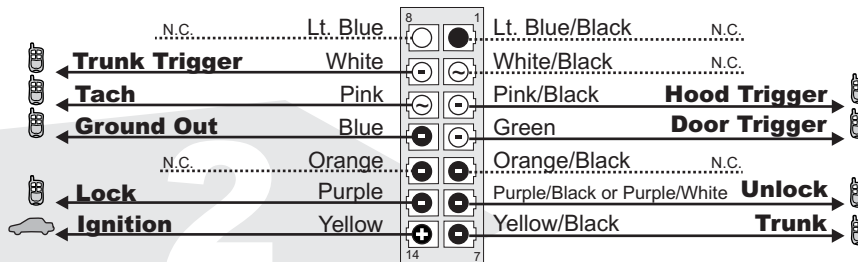 8 1
N.C. Lt. Blue Lt. Blue/Black N.C.
Trunk Trigger White White/Black N.C.
Tach Pink Pink/Black Hood Trigger
Ground Out Blue Green Door Trigger
N.C. Orange Orange/Black N.C.
Lock Purple Purple/Black or Purple/White Unlock
Ignition Yellow Yellow/Black Trunk
14 7
2